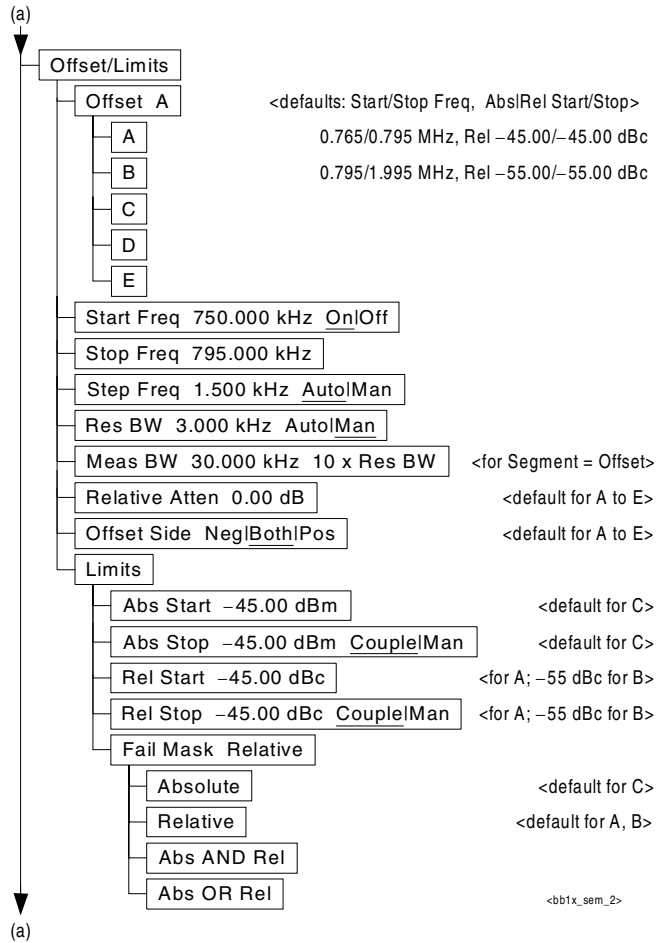 (a)
Offset/Limits
Offset A <defaults: Start/Stop Freq, Abs|Rel Start/Stop>
A 0.765/0.795 MHz, Rel −45.00/−45.00 dBc
B 0.795/1.995 MHz, Rel −55.00/−55.00 dBc
C
D
E
Start Freq 750.000 kHz On|Off
Stop Freq 795.000 kHz
Step Freq 1.500 kHz Auto|Man
Res BW 3.000 kHz Auto|Man
Meas BW 30.000 kHz 10 x Res BW <for Segment = Offset>
Relative Atten 0.00 dB <default for A to E>
Offset Side Neg|Both|Pos <default for A to E>
Limits
Abs Start −45.00 dBm <default for C>
Abs Stop −45.00 dBm Couple|Man <default for C>
Rel Start −45.00 dBc <for A; −55 dBc for B>
Rel Stop −45.00 dBc Couple|Man <for A; −55 dBc for B>
Fail Mask Relative
Absolute <default for C>
Relative <default for A, B>
Abs AND Rel
Abs OR Rel
<bb1x_sem_2>
(a)